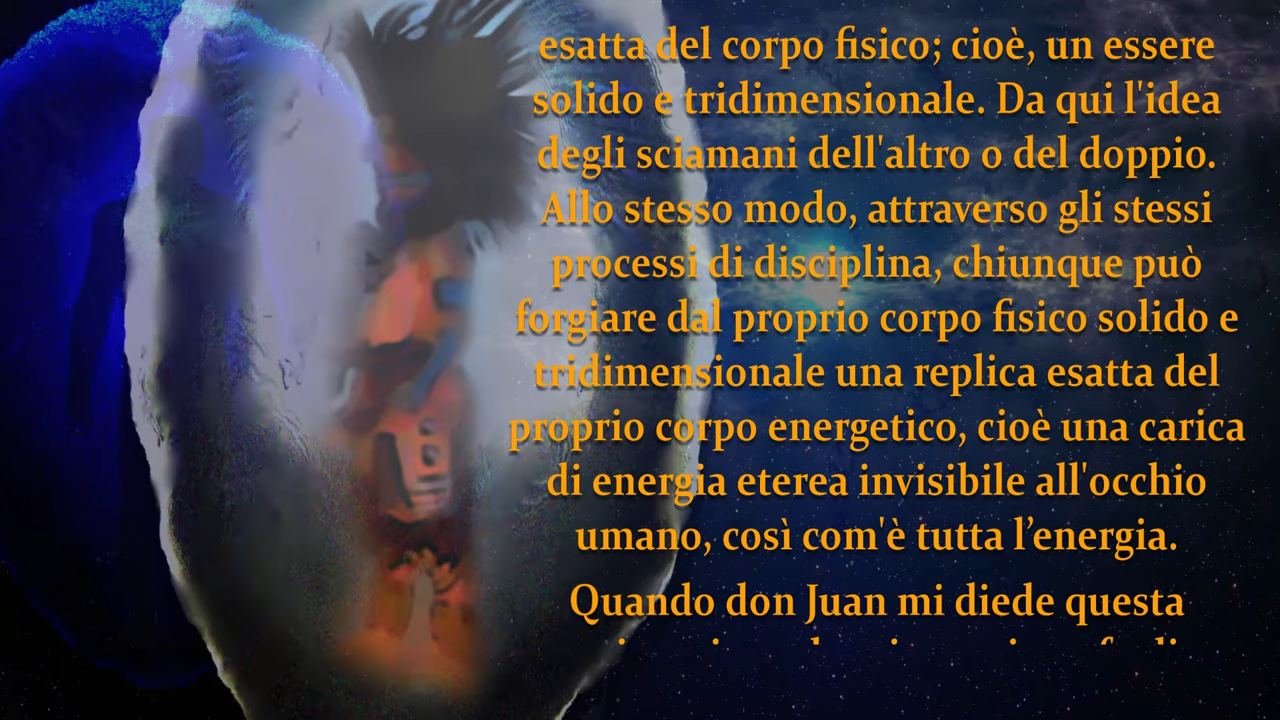 esatta del corpo fisico; cioè, un essere
solido e tridimensionale. Da qui l'idea
degli sciamani dell'altro o del doppio.
Allo stesso modo, attraverso gli stessi
processi di disciplina, chiunque può
forgiare dal proprio corpo fisico solido e
tridimensionale una replica esatta del
proprio corpo energetico, cioè una carica
di energia eterea invisibile all'occhio
umano, così com'è tutta l’energia.
Quando don Juan mi diede questa